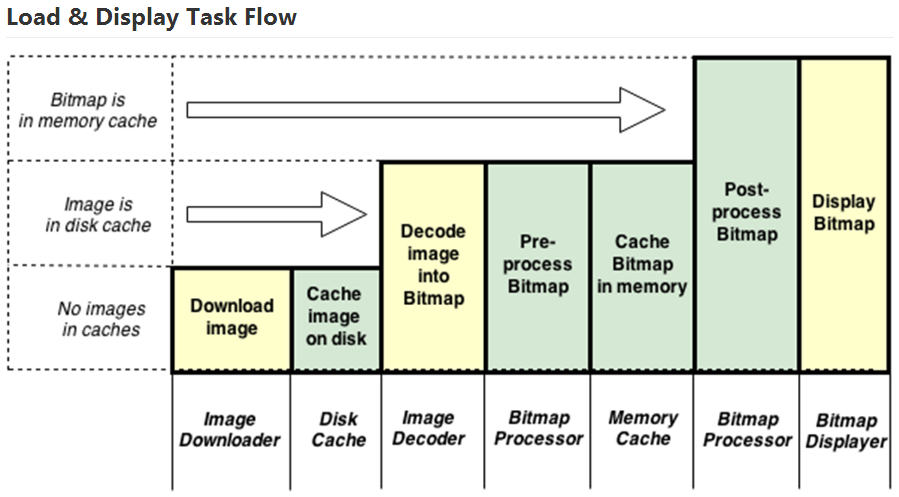 Load & Display Task Flow
Bitmap is
in memory cache
Image is
in disk cache
No images
in caches
Download
image
Cache
image
on disk
Decode
image
into
Bitmap
Pre-
process
Bitmap
Cache
Bitmap
in memory
Post-
process
Bitmap
Display
Bitmap
Image
Downloader
Disk
Cache
Image
Decoder
Bitmap
Processor
Memory
Cache
Bitmap
Processor
Bitmap
Displayer